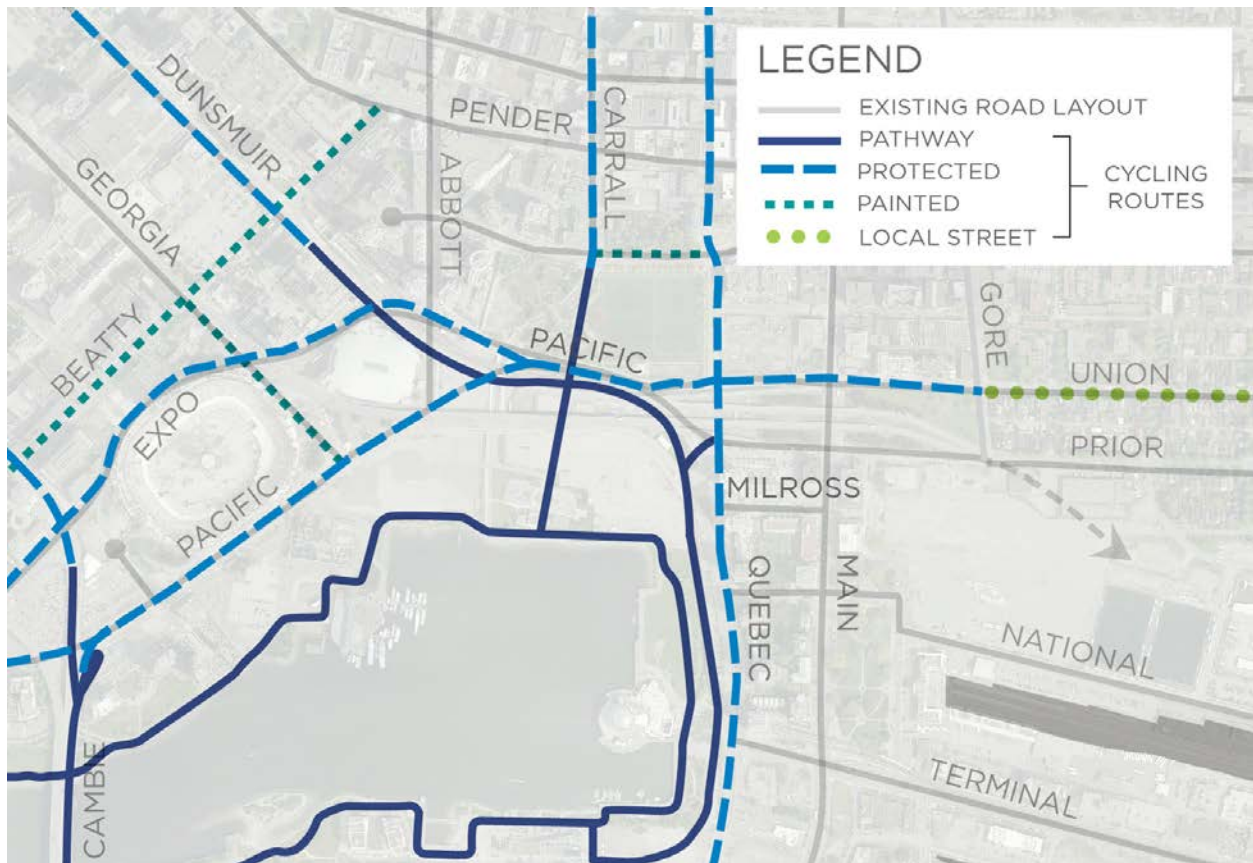 LEGEND
EXISTING ROAD LAYOUT
PATHWAY
PROTECTED
PAINTED
LOCAL STREET
CYCLING
ROUTES
DUNSMUIR
PENDER
CARRALL
ABBOTT
GEORGIA
BEATTY
EXPO
PACIFIC
PACIFIC
GORE
UNION
PRIOR
MILROSS
QUEBEC
MAIN
NATIONAL
TERMINAL
CAMBIE